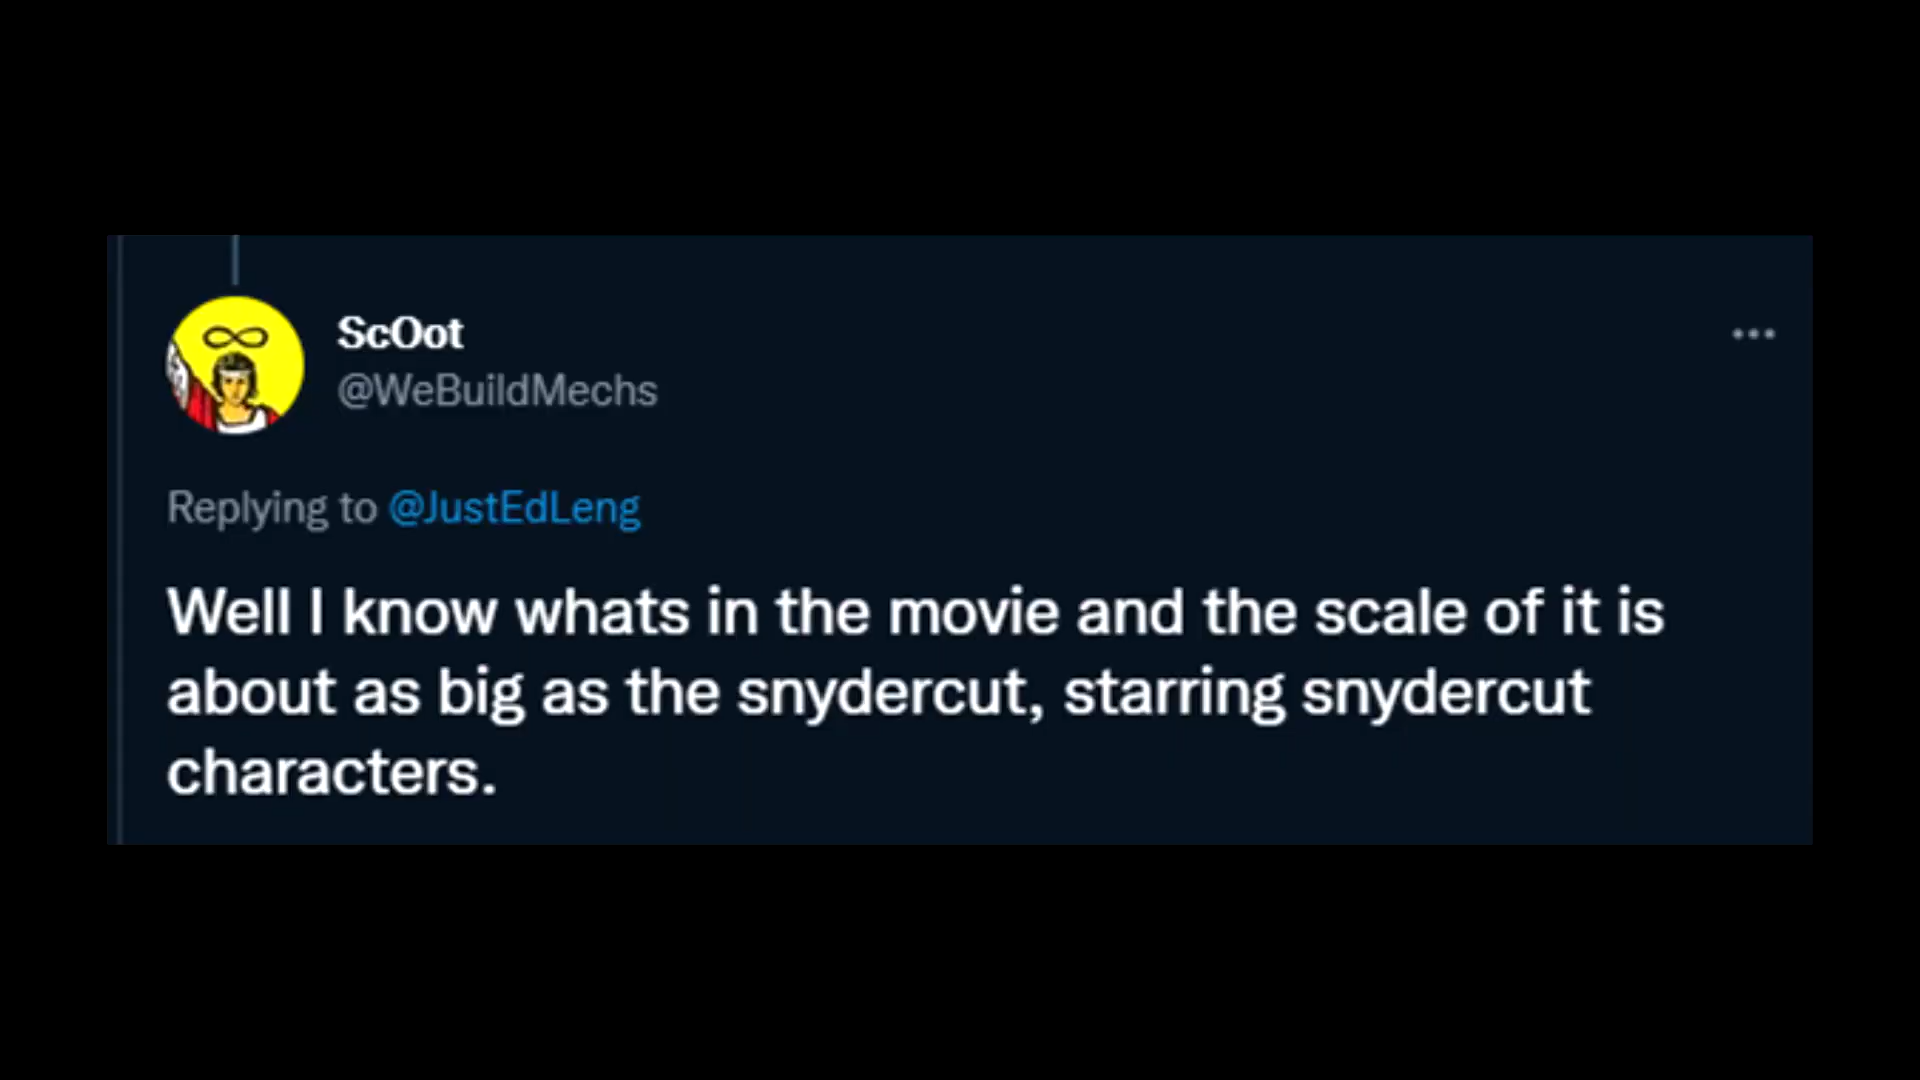 ScOot
@WeBuildMechs
Replying to @JustEdLeng
Well I know whats in the movie and the scale of it is
about as big as the snydercut, starring snydercut
characters.